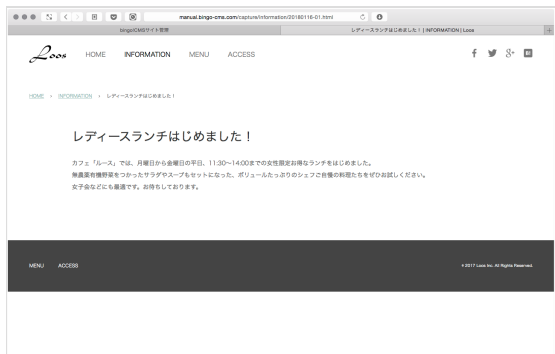 manual.bingo-cms.com/capture/information/20180116-01.html
bingo!CMSサイト管理
レディースランチはじめました！ | INFORMATION | Loos
Loos
HOME
INFORMATION
MENU
ACCESS
HOME > INFORMATION > レディースランチはじめました！
レディースランチはじめました！
カフェ「ルース」では、月曜日から金曜日の平日、11:30〜14:00までの女性限定お得なランチをはじめました。
無農薬有機野菜をつかったサラダやスープもセットになった、ボリュームたっぷりのシェフご自慢の料理たちをぜひお試しください。
女子会などにも最適です。お待ちしております。
MENU
ACCESS
© 2017 Loos Inc. All Rights Reserved.